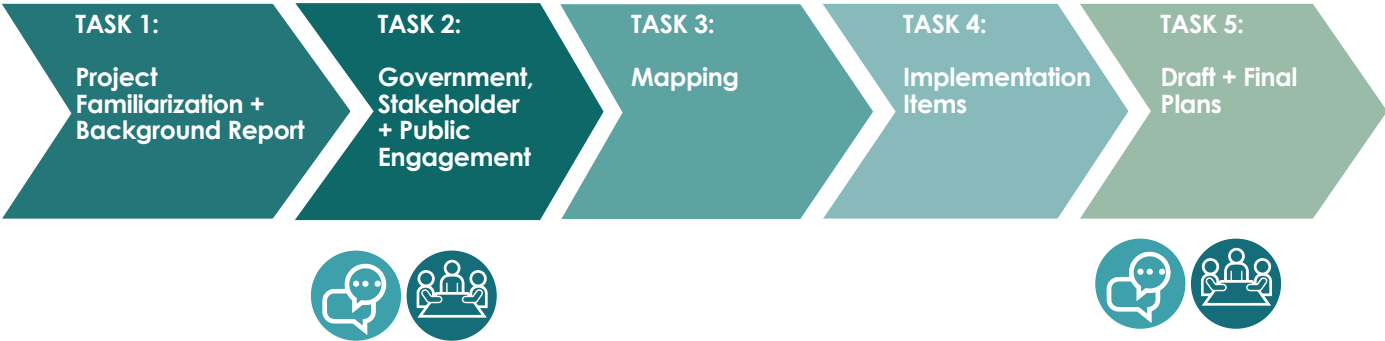 TASK 1:
Project
Familiarization +
Background Report
TASK 2:
Government,
Stakeholder
+ Public
Engagement
TASK 3:
Mapping
TASK 4:
Implementation
Items
TASK 5:
Draft + Final
Plans